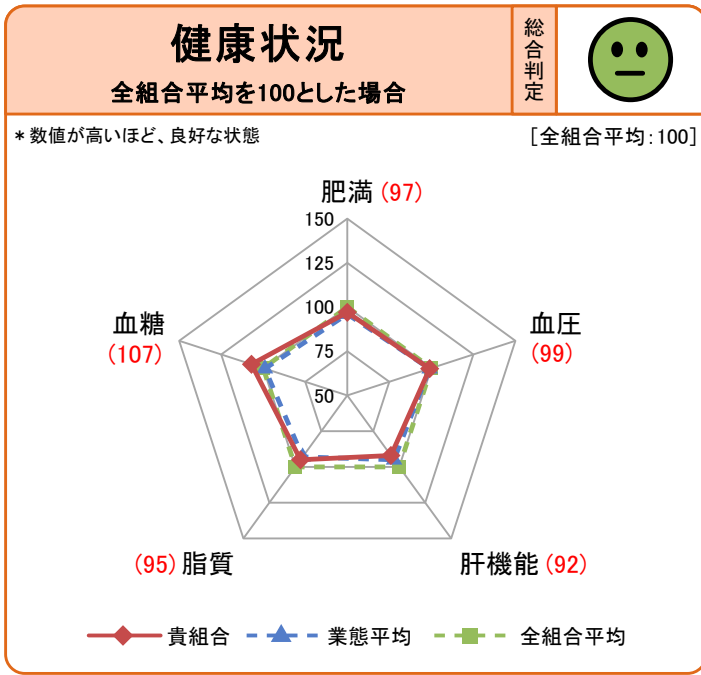 健康状況
全組合平均を100とした場合
総合判定
＊数値が高いほど、良好な状態
[全組合平均：100]
肥満 (97)
150
125
100
75
50
血糖
(107)
血圧
(99)
(95) 脂質
肝機能 (92)
貴組合
業態平均
全組合平均